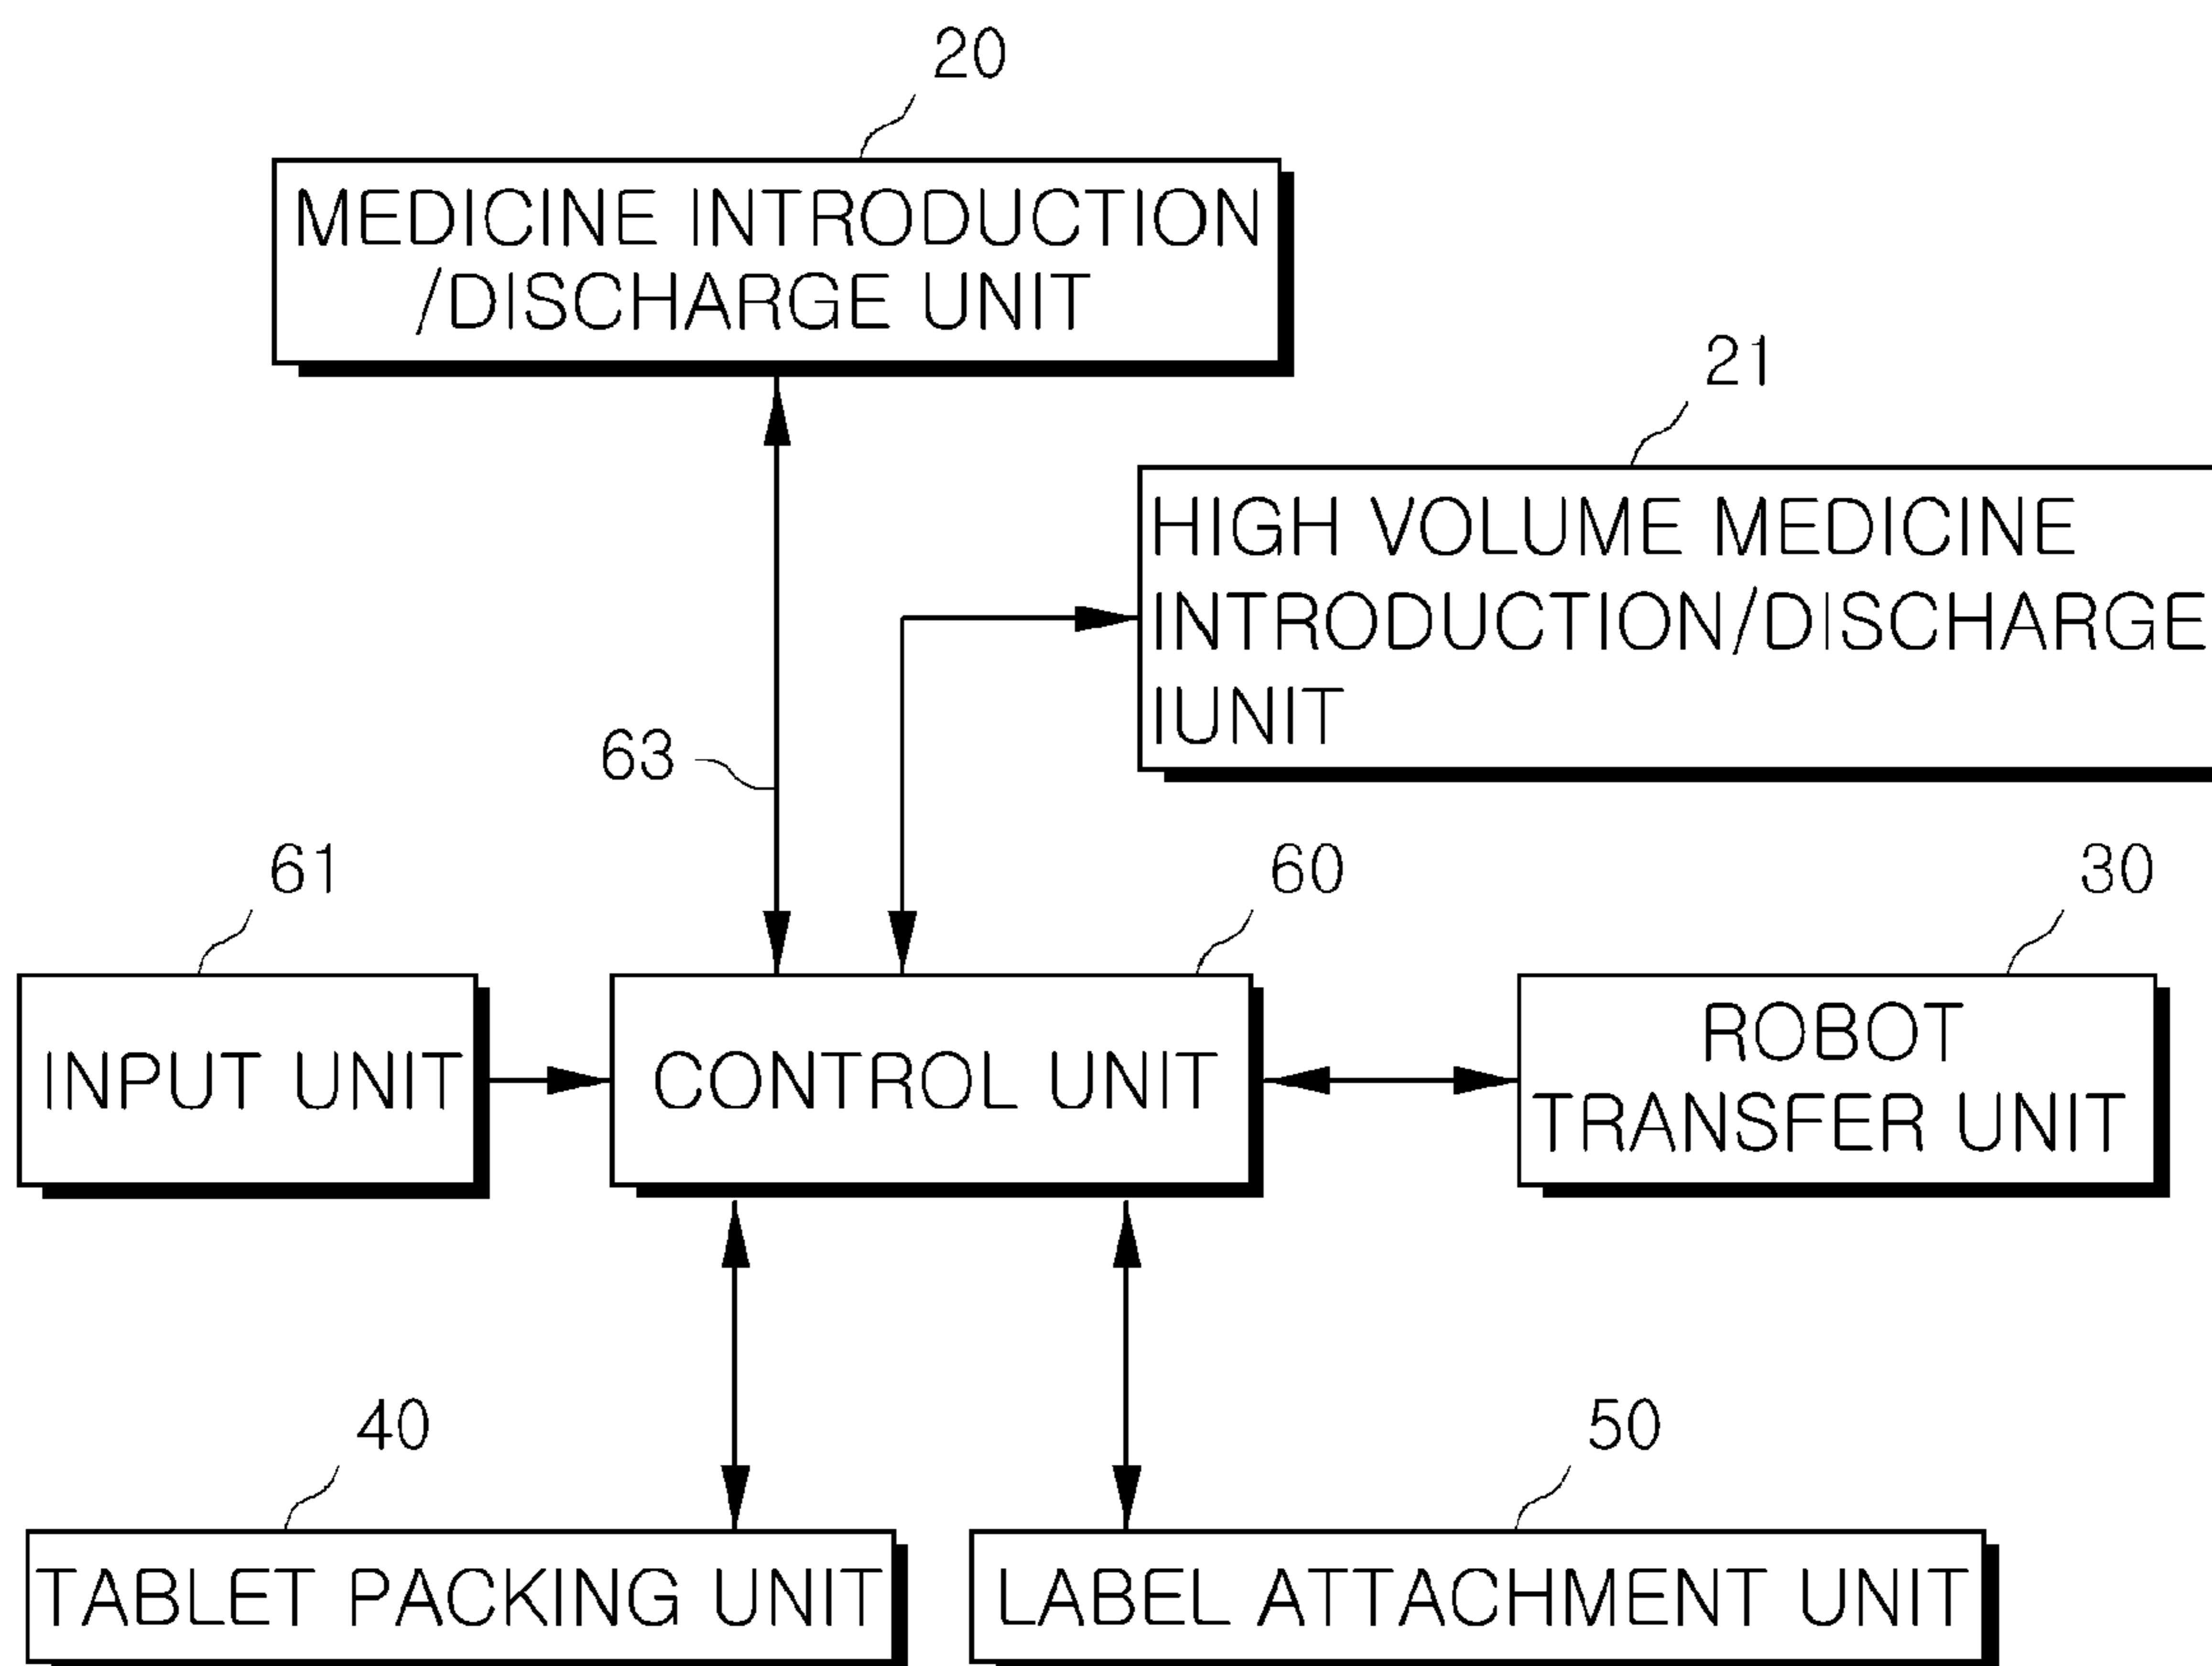 20
MEDICINE INTRODUCTION
/DISCHARGE UNIT
21
HIGH VOLUME MEDICINE
INTRODUCTION/DISCHARGE
IUNIT
63
61
60
30
INPUT UNIT
CONTROL UNIT
ROBOT
TRANSFER UNIT
40
50
TABLET PACKING UNIT
LABEL ATTACHMENT UNIT